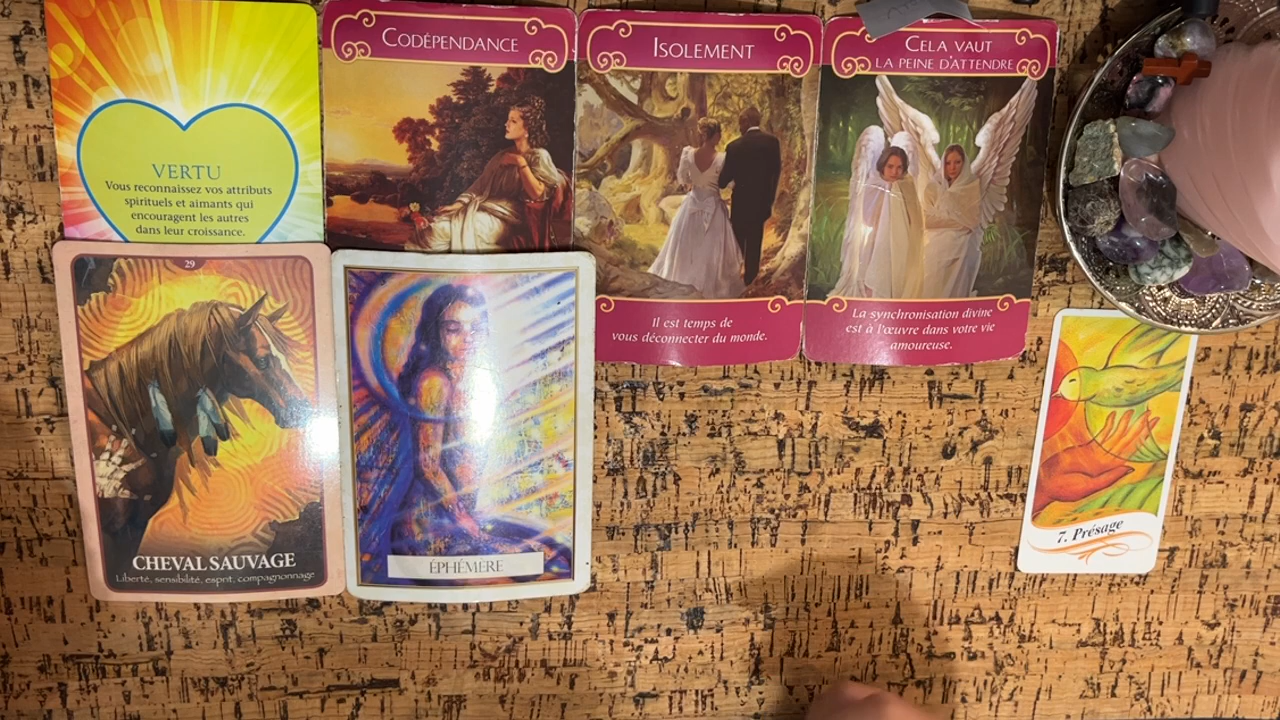 VERTU
Vous reconnaissez vos attributs
spirituels et aimants qui
encouragent les autres
dans leur croissance.
CODÉPENDANCE
ISOLEMENT
Il est temps de
vous déconnecter du monde.
CELA VAUT
LA PEINE D'ATTENDRE
La synchronisation divine
est à l'œuvre dans votre vie
amoureuse.
29
CHEVAL SAUVAGE
Liberté, sensibilité, esprit, compagnonnage
ÉPHÉMÈRE
7. Présage